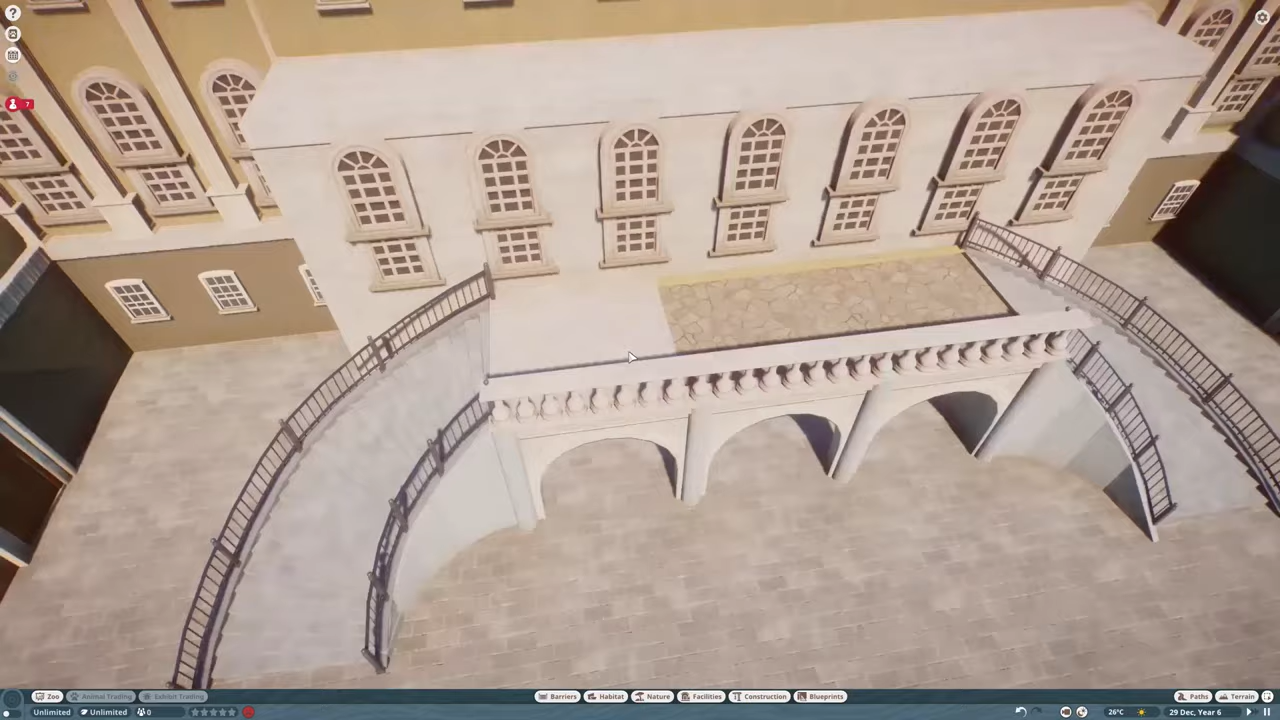 ?
7
Zoo Animal Trading Exhibit Trading Barriers Habitat Nature Facilities Construction Blueprints Paths Terrain
Unlimited Unlimited 0 26°C 29 Dec, Year 6